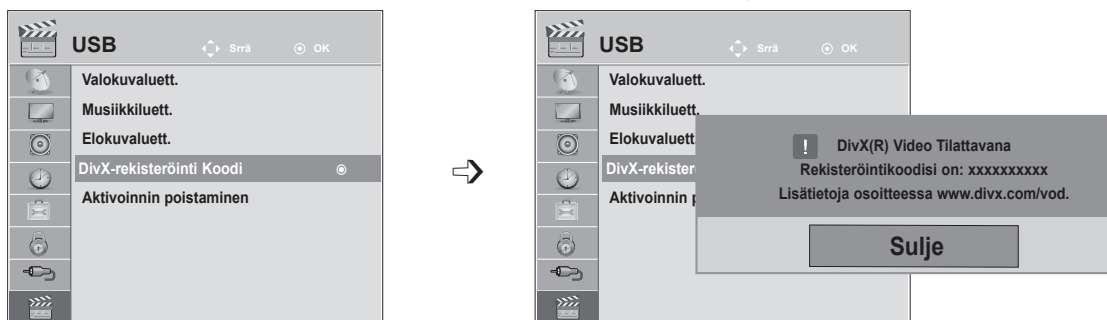 USB Srrä OK
Valokuvaluett.
Musiikkiluett.
Elokuvaluett.
DivX-rekisteröinti Koodi
Aktivoinnin poistaminen
USB Srrä OK
Valokuvaluett.
Musiikkiluett.
Elokuvaluett
DivX-rekister
Aktivoinnin p
! DivX(R) Video Tilattavana
Rekisteröintikoodisi on: xxxxxxxxxx
Lisätietoja osoitteessa www.divx.com/vod.
Sulje